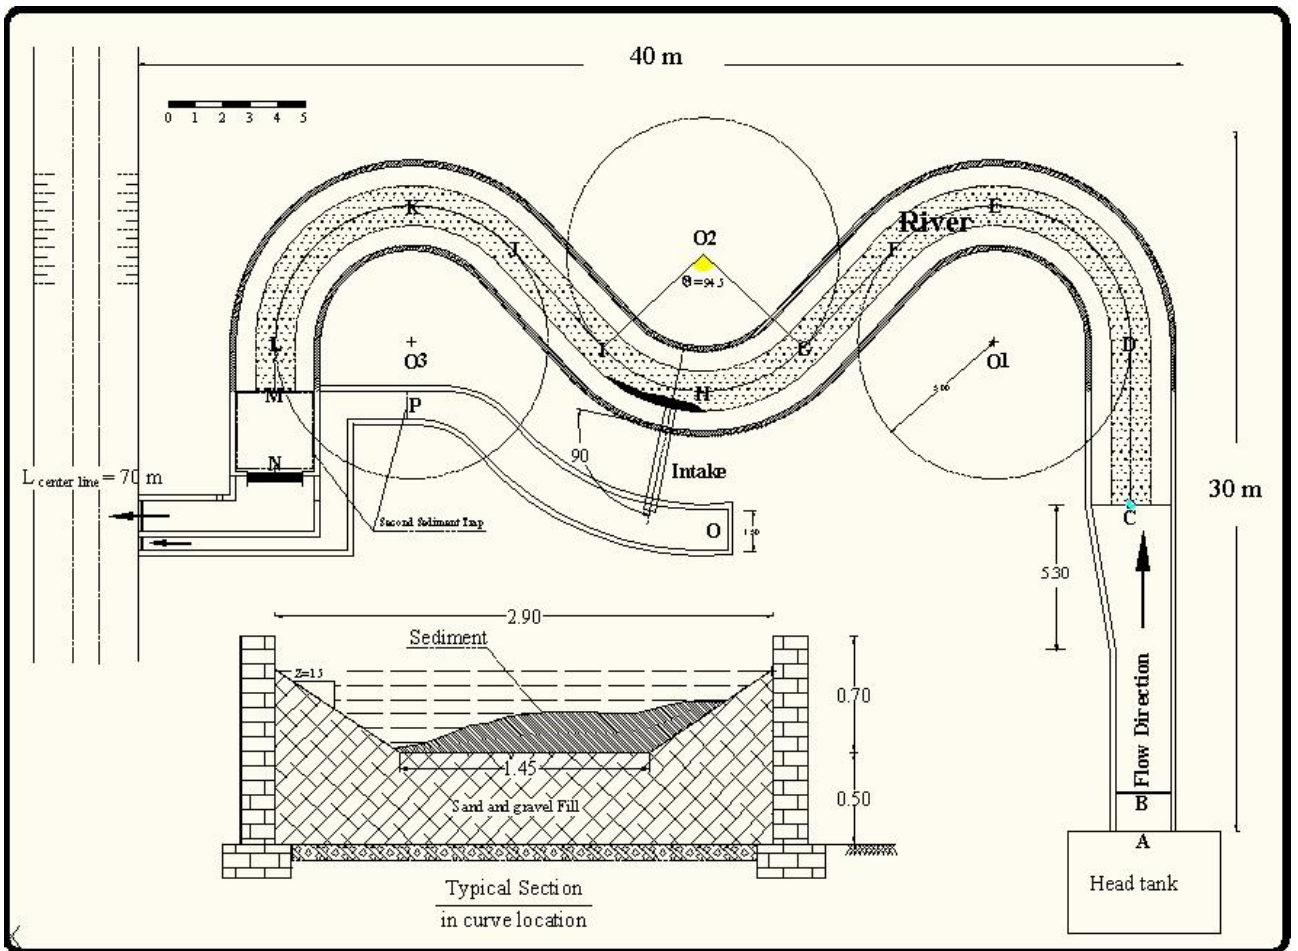 40 m
0 1 2 3 4 5
O2
Θ = 94.5
K
E
River
J
F
L
I
G
D
O3
O1
5.00
M
P
H
90
Intake
N
L center line = 70 m
Second Sediment Trap
O
C
30 m
5.30
2.90
Sediment
Z=1.5
0.70
1.45
Sand and gravel Fill
0.50
Flow Direction
B
A
Head tank
Typical Section
in curve location